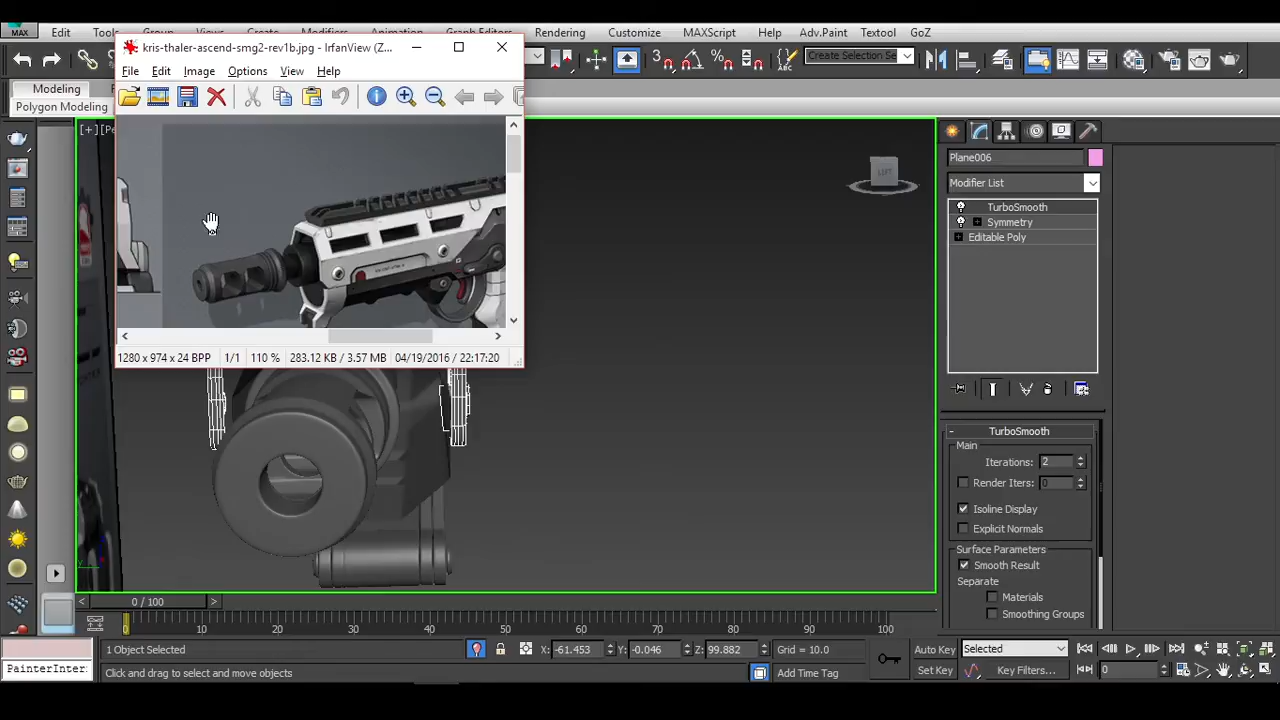 MAX
Edit
Tools
Group
Views
Create
Modifiers
Animation
Graph Editors
Rendering
Customize
MAXScript
Help
Adv.Paint
Textool
GoZ
kris-thaler-ascend-smg2-rev1b.jpg - IrfanView (Z...
File Edit Image Options View Help
Create Selection Se
Modeling
Polygon Modeling
[+]
LEFT
1280 x 974 x 24 BPP
1/1
110 %
283.12 KB / 3.57 MB
04/19/2016 / 22:17:20
Plane006
Modifier List
TurboSmooth
Symmetry
Editable Poly
- TurboSmooth
Main
Iterations: 2
Render Iters: 0
Isoline Display
Explicit Normals
Surface Parameters
Smooth Result
Separate
Materials
Smoothing Groups
< 0 / 100 >
0 10 20 30 40 50 60 70 80 90 100
1 Object Selected
X: -61.453
Y: -0.046
Z: 99.882
Grid = 10.0
Auto Key
Selected
PainterInter
Click and drag to select and move objects
Add Time Tag
Set Key
Key Filters...
0